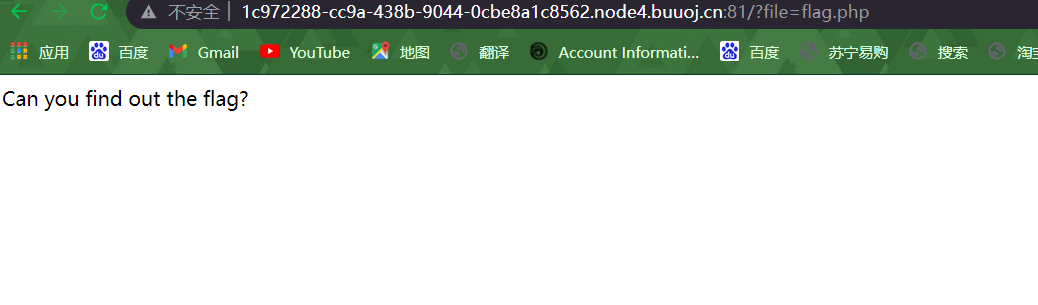 不安全 | 1c972288-cc9a-438b-9044-0cbe8a1c8562.node4.buuoj.cn:81/?file=flag.php
应用 百度 Gmail YouTube 地图 翻译 Account Informati... 百度 苏宁易购 搜索 淘宝
Can you find out the flag?